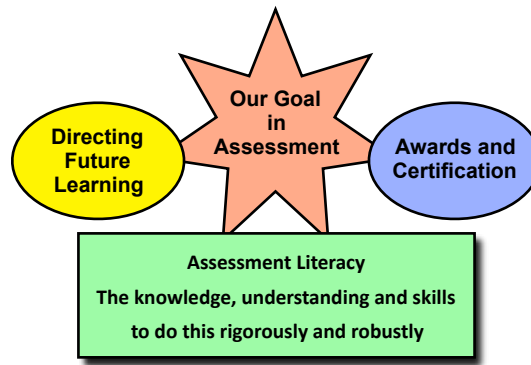 Our Goal
in
Assessment
Directing
Future
Learning
Awards and
Certification
Assessment Literacy
The knowledge, understanding and skills
to do this rigorously and robustly